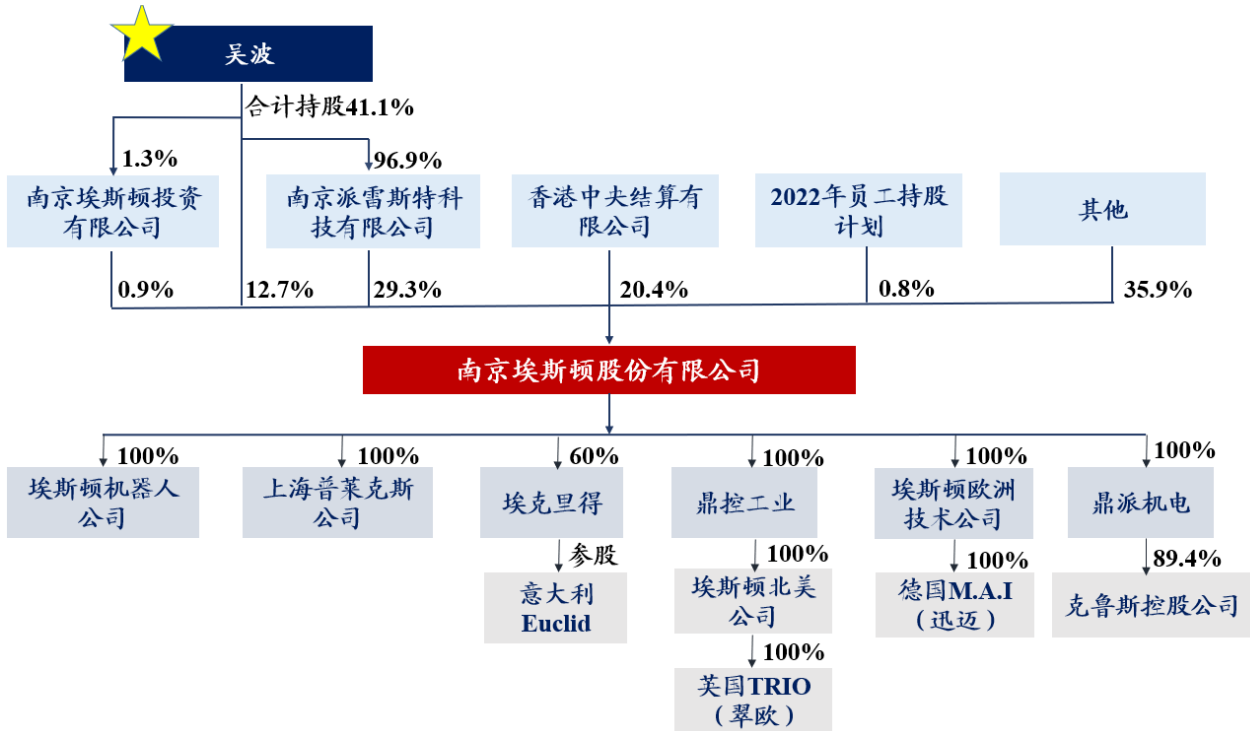 吴波
合计持股41.1%
1.3%
96.9%
南京埃斯顿投资
有限公司
南京派雷斯特科
技有限公司
香港中央结算有
限公司
2022年员工持股
计划
其他
0.9%
12.7%
29.3%
20.4%
0.8%
35.9%
南京埃斯顿股份有限公司
100%
100%
60%
100%
100%
100%
埃斯顿机器人
公司
上海普莱克斯
公司
埃克里得
鼎控工业
埃斯顿欧洲
技术公司
鼎派机电
参股
100%
100%
89.4%
意大利
Euclid
埃斯顿北美
公司
德国M.A.I
(迅迈)
克鲁斯控股公司
100%
英国TRIO
(翠欧)